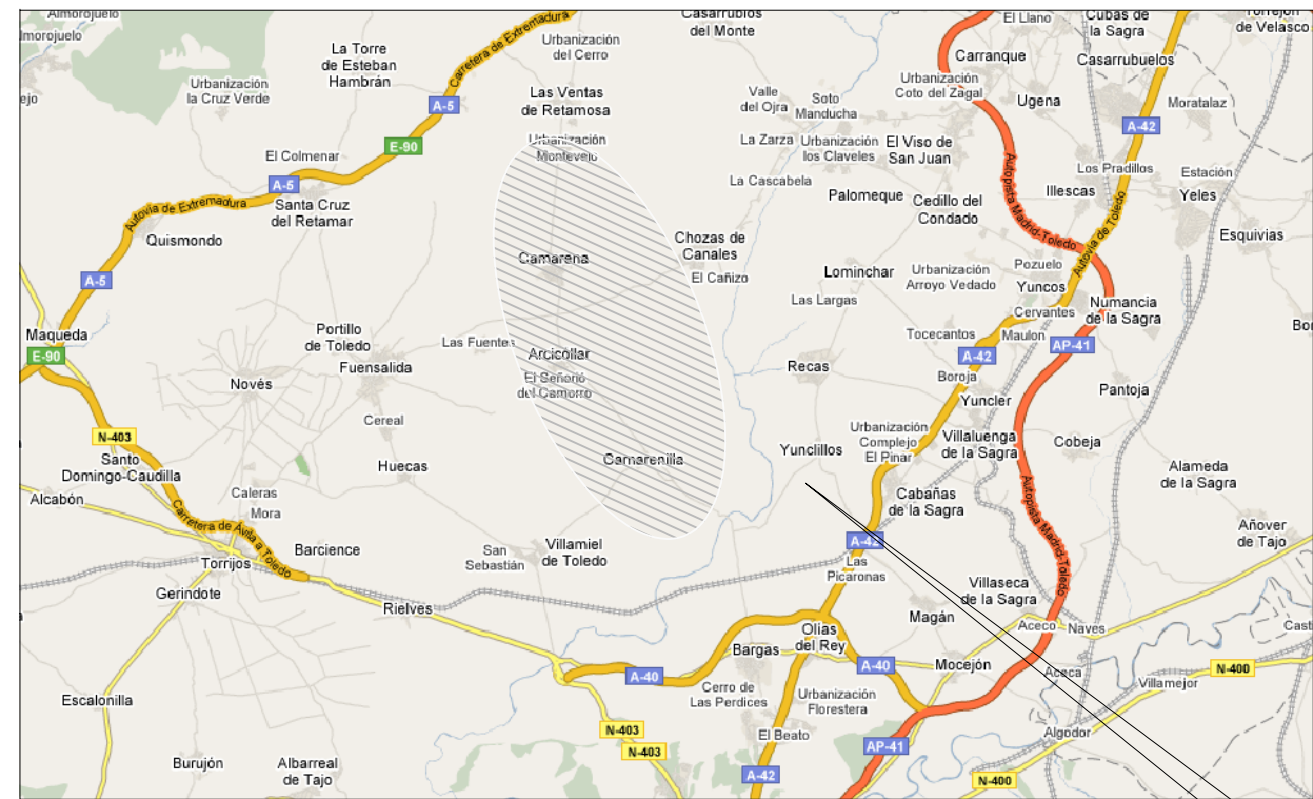 Almorojuelo
lmorojuelo
ejo
La Torre
de Esteban
Hambrán
Urbanización
la Cruz Verde
Carretera de Extremadura
Urbanización
del Cerro
Casarrubios
del Monte
El Llano
Cubas de
la Sagra
Torrejón
de Velasco
Carranque
Casarrubuelos
Urbanización
Coto del Zagal
Ugena
Moratalaz
A-5
Las Ventas
de Retamosa
Valle
del Ojra
Soto
Manducha
A-42
E-90
Urbanización
Montevelo
La Zarza
Urbanización
los Claveles
El Viso de
San Juan
El Colmenar
A-5
Santa Cruz
del Retamar
Autovía de Extremadura
Quismondo
La Cascabela
Palomeque
Cedillo del
Condado
Autopista Madrid-Toledo
Los Pradillos
Illescas
Estación
Yeles
Esquivias
Autovía de Toledo
A-5
Camarena
Chozas de
Canales
El Cañizo
Lominchar
Las Largas
Urbanización
Arroyo Vedado
Pozuelo
Yuncos
Cervantes
Numancia
de la Sagra
Maqueda
E-90
Portillo
de Toledo
Fuensalida
Las Fuentes
Arcicóllar
El Señorío
del Camorro
Tocecantos
Maulon
A-42
AP-41
Bor
Novés
Recas
Boroja
Yuncler
Pantoja
Cereal
N-403
Santo
Domingo-Caudilla
Huecas
Camarenilla
Yunclillos
Urbanización
Complejo
El Pinar
Villaluenga
de la Sagra
Cobeja
Alameda
de la Sagra
Alcabón
Caleras
Mora
Carretera de Ávila a Toledo
Cabañas
de la Sagra
Autopista Madrid-Toledo
Añover
de Tajo
Torrijos
Barcience
San
Sebastián
Villamiel
de Toledo
A-42
Las
Picaronas
Gerindote
Rielves
Villaseca
de la Sagra
Magán
Aceco
Naves
Cast
Olías
del Rey
Bargas
A-40
A-40
Mocejón
Aceca
N-400
Villamejor
Escalonilla
Cerro de
Las Perdices
Urbanización
Florestera
N-403
N-403
El Beato
AP-41
Algodor
Burujón
Albarreal
de Tajo
A-42
N-400